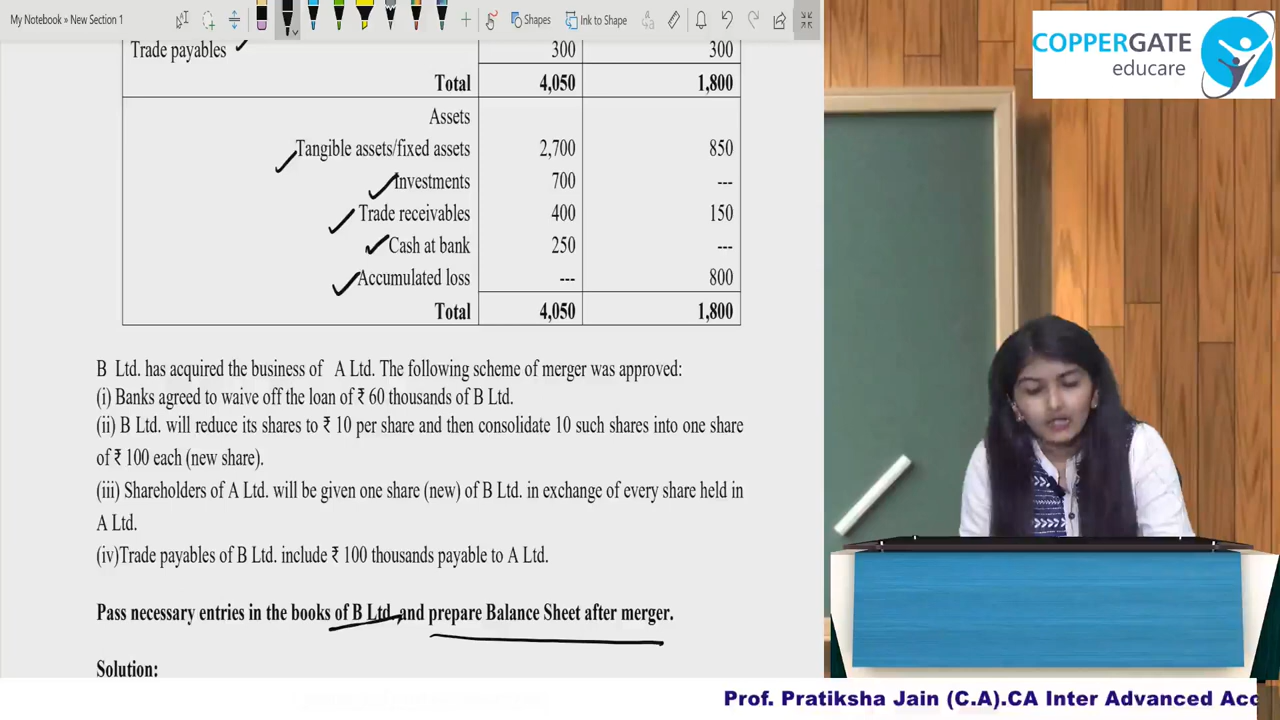 My Notebook » New Section 1
Shapes
Ink to Shape
COPPERGATE
educare
Trade payables 300 300
Total 4,050 1,800
Assets
Tangible assets/fixed assets 2,700 850
Investments 700 ---
Trade receivables 400 150
Cash at bank 250 ---
Accumulated loss --- 800
Total 4,050 1,800
B Ltd. has acquired the business of A Ltd. The following scheme of merger was approved:
(i) Banks agreed to waive off the loan of ₹ 60 thousands of B Ltd.
(ii) B Ltd. will reduce its shares to ₹ 10 per share and then consolidate 10 such shares into one share
of ₹ 100 each (new share).
(iii) Shareholders of A Ltd. will be given one share (new) of B Ltd. in exchange of every share held in
A Ltd.
(iv)Trade payables of B Ltd. include ₹ 100 thousands payable to A Ltd.
Pass necessary entries in the books of B Ltd. and prepare Balance Sheet after merger.
Solution:
Prof. Pratiksha Jain (C.A).CA Inter Advanced Acc